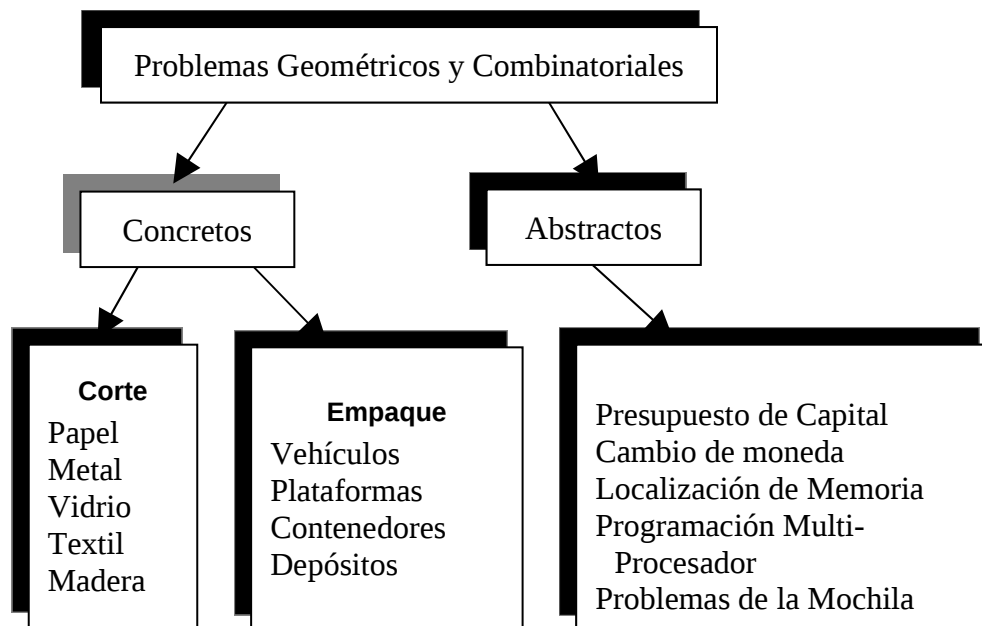 Problemas Geométricos y Combinatoriales
Concretos
Abstractos
Corte
Papel
Metal
Vidrio
Textil
Madera
Empaque
Vehículos
Plataformas
Contenedores
Depósitos
Presupuesto de Capital
Cambio de moneda
Localización de Memoria
Programación Multi-
Procesador
Problemas de la Mochila